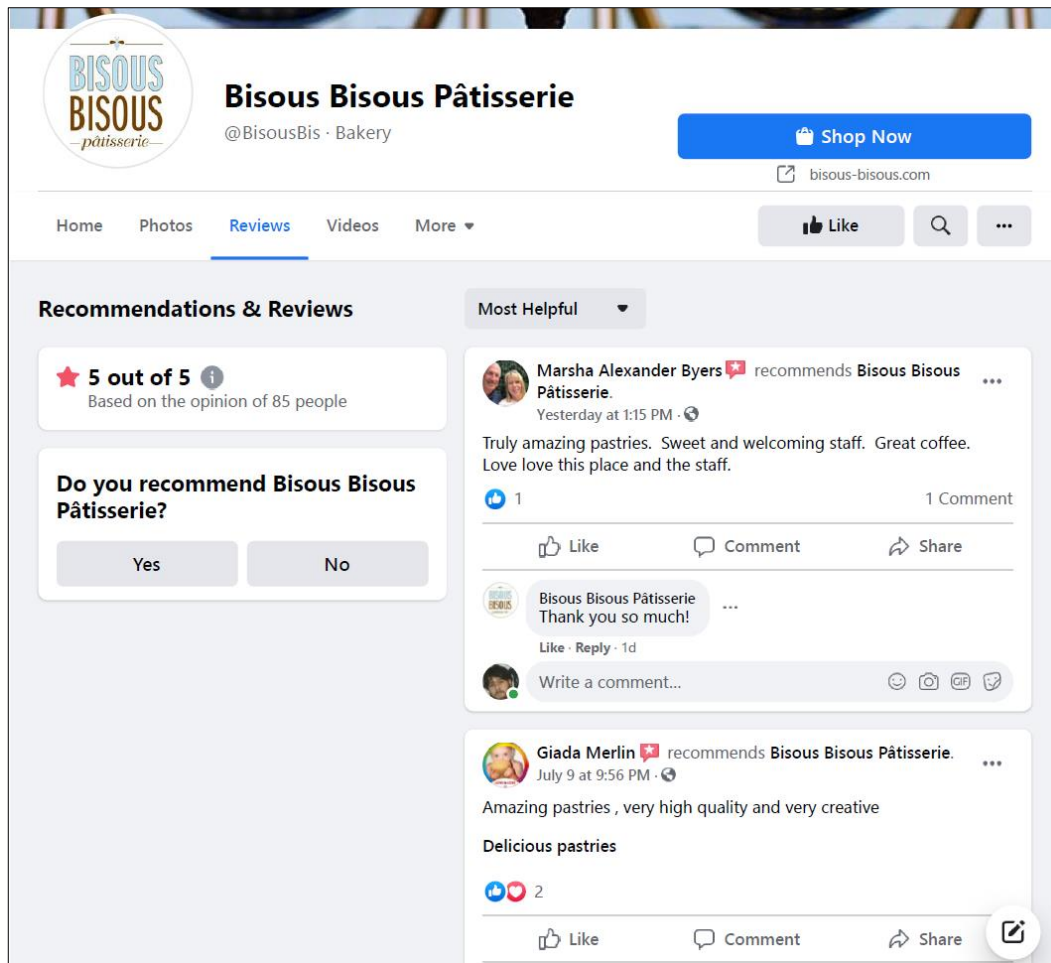 BISOUS
BISOUS
pâtisserie
Bisous Bisous Pâtisserie
@BisousBis · Bakery
Shop Now
bisous-bisous.com
Home Photos Reviews Videos More
Like
Recommendations & Reviews
Most Helpful
5 out of 5
Based on the opinion of 85 people
Do you recommend Bisous Bisous
Pâtisserie?
Yes No
Marsha Alexander Byers recommends Bisous Bisous
Pâtisserie.
Yesterday at 1:15 PM ·
Truly amazing pastries. Sweet and welcoming staff. Great coffee.
Love love this place and the staff.
1 1 Comment
Like Comment Share
BISOUS
BISOUS
Bisous Bisous Pâtisserie
Thank you so much!
Like · Reply · 1d
Write a comment...
GIF
Giada Merlin recommends Bisous Bisous Pâtisserie.
July 9 at 9:56 PM ·
Amazing pastries , very high quality and very creative
Delicious pastries
2
Like Comment Share